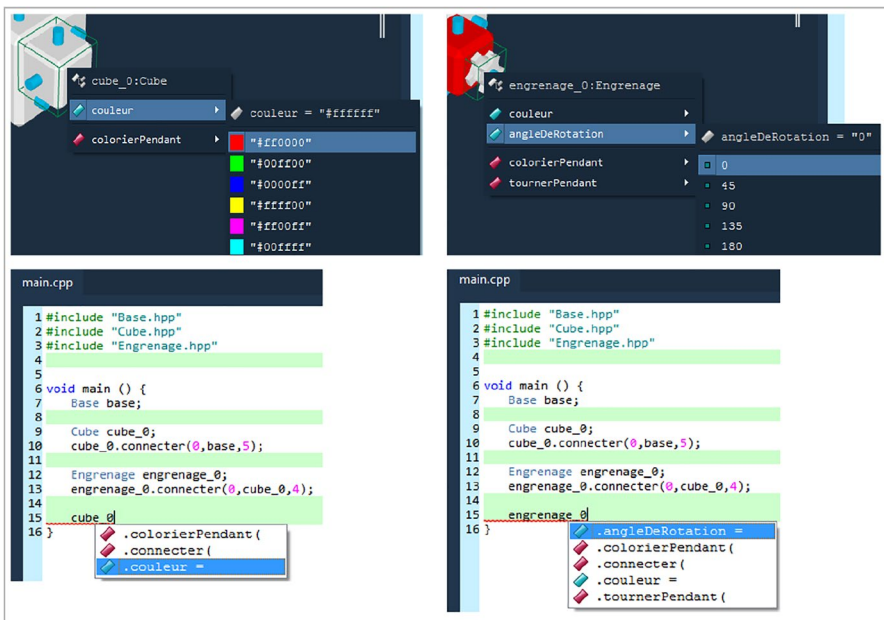 cube_0:Cube
couleur
couleur = "#ffffff"
colorierPendant
"#ff0000"
"#00ff00"
"#0000ff"
"#ffff00"
"#ff00ff"
"#00ffff"
engrenage_0:Engrenage
couleur
angleDeRotation
angleDeRotation = "0"
colorierPendant
0
tournerPendant
45
90
135
180
main.cpp
1 #include "Base.hpp"
2 #include "Cube.hpp"
3 #include "Engrenage.hpp"
4
5
6 void main () {
7 Base base;
8
9 Cube cube_0;
10 cube_0.connecter(0,base,5);
11
12 Engrenage engrenage_0;
13 engrenage_0.connecter(0,cube_0,4);
14
15 cube_0
16 }
.colorierPendant(
.connecter(
.couleur =
main.cpp
1 #include "Base.hpp"
2 #include "Cube.hpp"
3 #include "Engrenage.hpp"
4
5
6 void main () {
7 Base base;
8
9 Cube cube_0;
10 cube_0.connecter(0,base,5);
11
12 Engrenage engrenage_0;
13 engrenage_0.connecter(0,cube_0,4);
14
15 engrenage_0
16 }
.angleDeRotation =
.colorierPendant(
.connecter(
.couleur =
.tournerPendant(